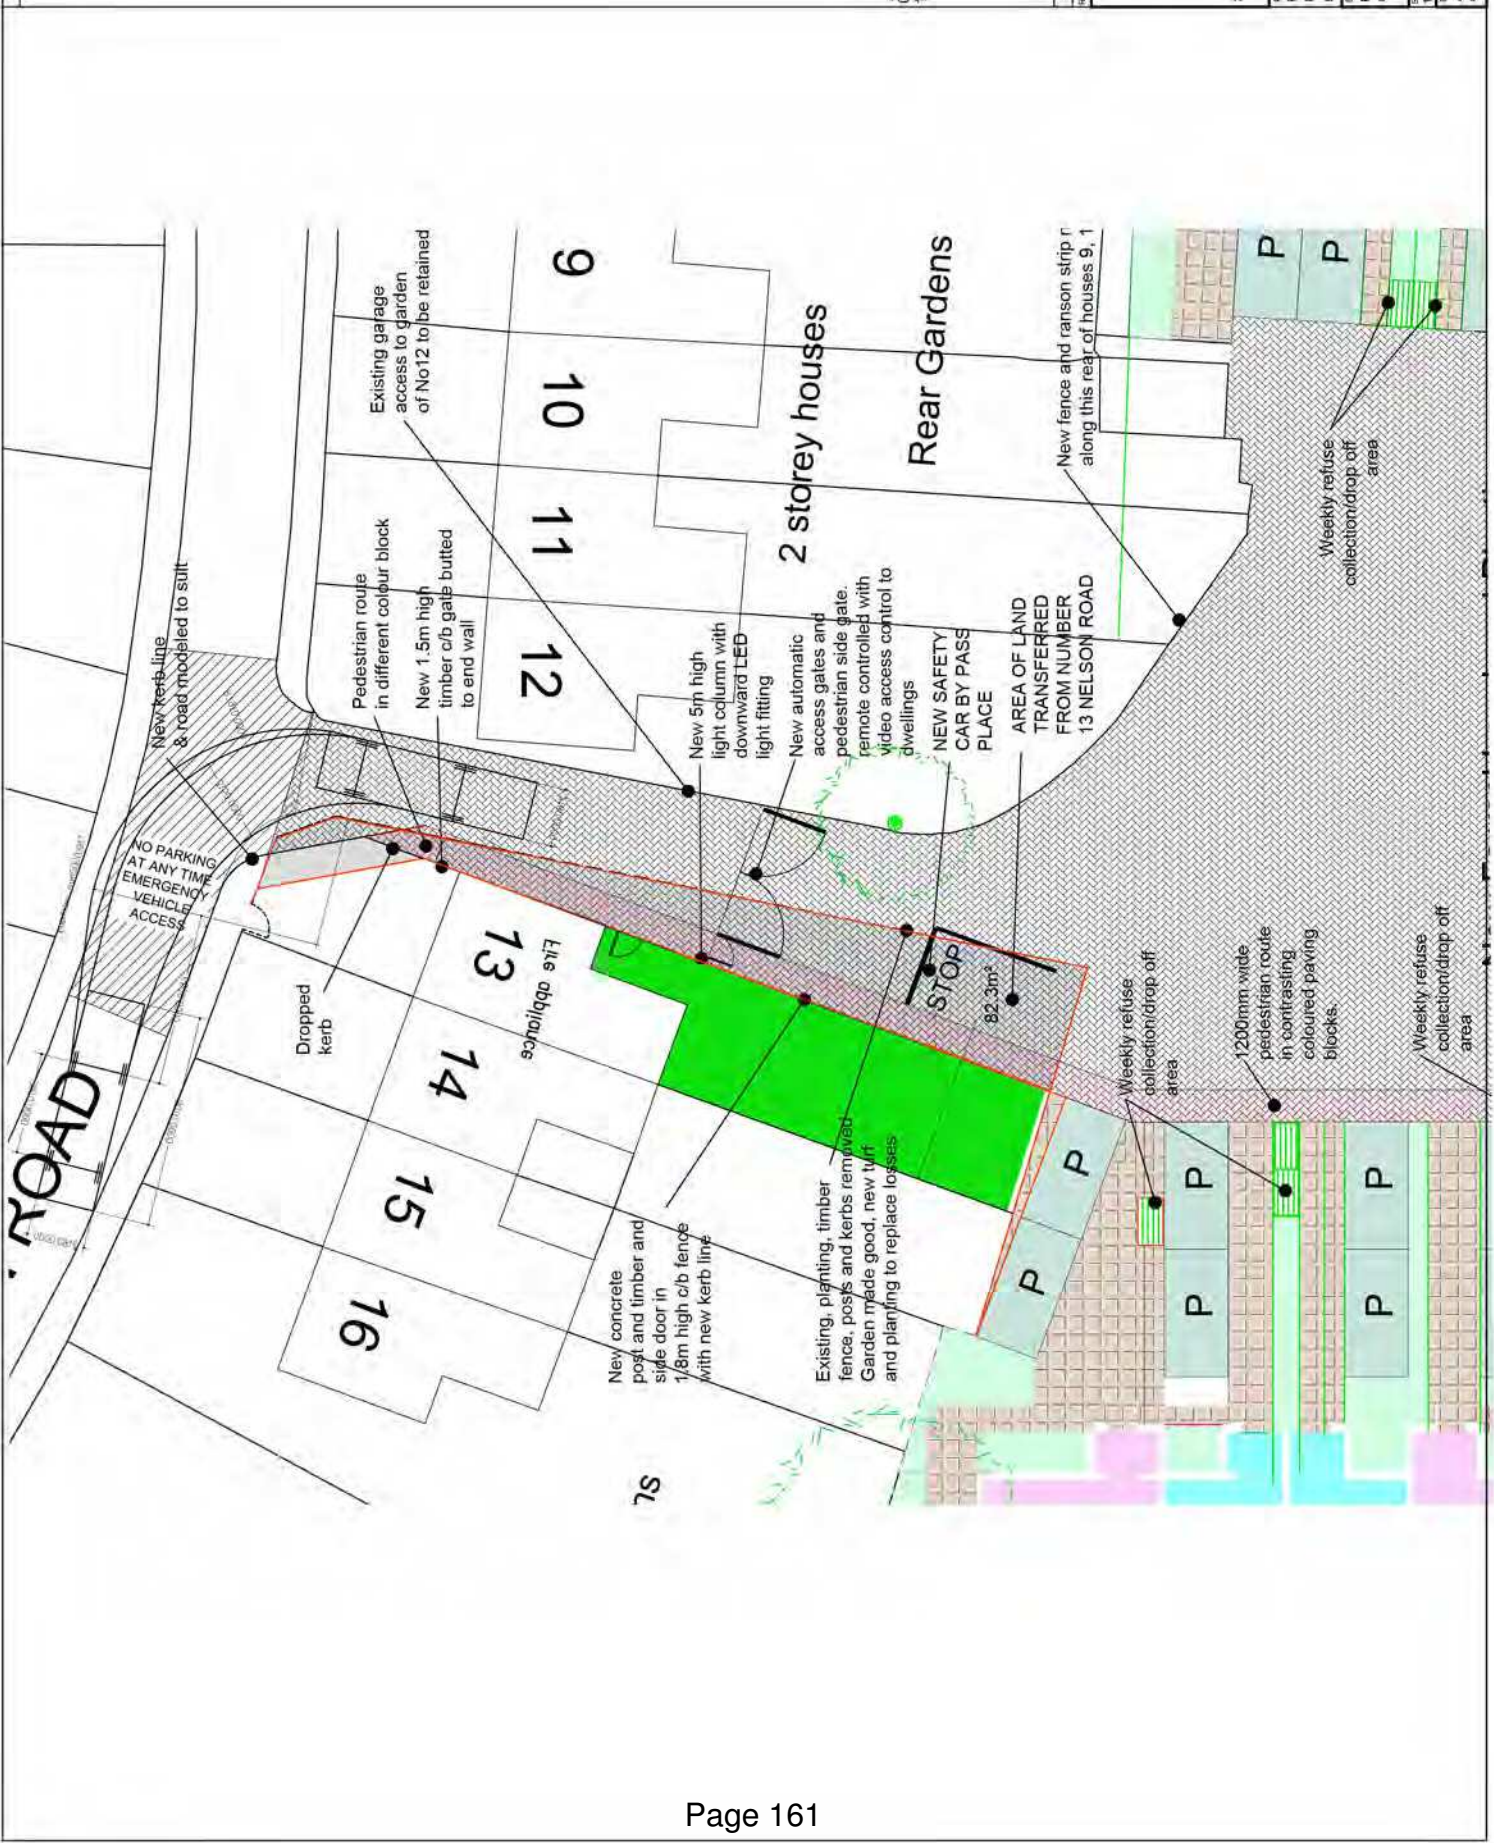 ROAD
New kerb line
& road modeled to suit
NO PARKING
AT ANY TIME
EMERGENCY
VEHICLE
ACCESS
Existing garage
access to garden
of No12 to be retained
Pedestrian route
in different colour block
New 1.5m high
timber c/b gate butted
to end wall
Dropped
kerb
9
10
11
12
13
14
15
16
Fire appliance
2 storey houses
Rear Gardens
New 5m high
light column with
downward LED
light fitting
New automatic
access gates and
pedestrian side gate.
remote controlled with
video access control to
dwellings
NEW SAFETY
CAR BY PASS
PLACE
AREA OF LAND
TRANSFERRED
FROM NUMBER
13 NELSON ROAD
New fence and ranson strip r
along this rear of houses 9, 1
STOP
82.3m²
New concrete
post and timber and
side door in
1.8m high c/b fence
with new kerb line
Existing, planting, timber
fence, posts and kerbs removed
Garden made good, new turf
and planting to replace losses
SL
Weekly refuse
collection/drop off
area
1200mm wide
pedestrian route
in contrasting
coloured paving
blocks.
Weekly refuse
collection/drop off
area
Weekly refuse
collection/drop off
area
P
P
P
P
P
P
P
P
Page 161